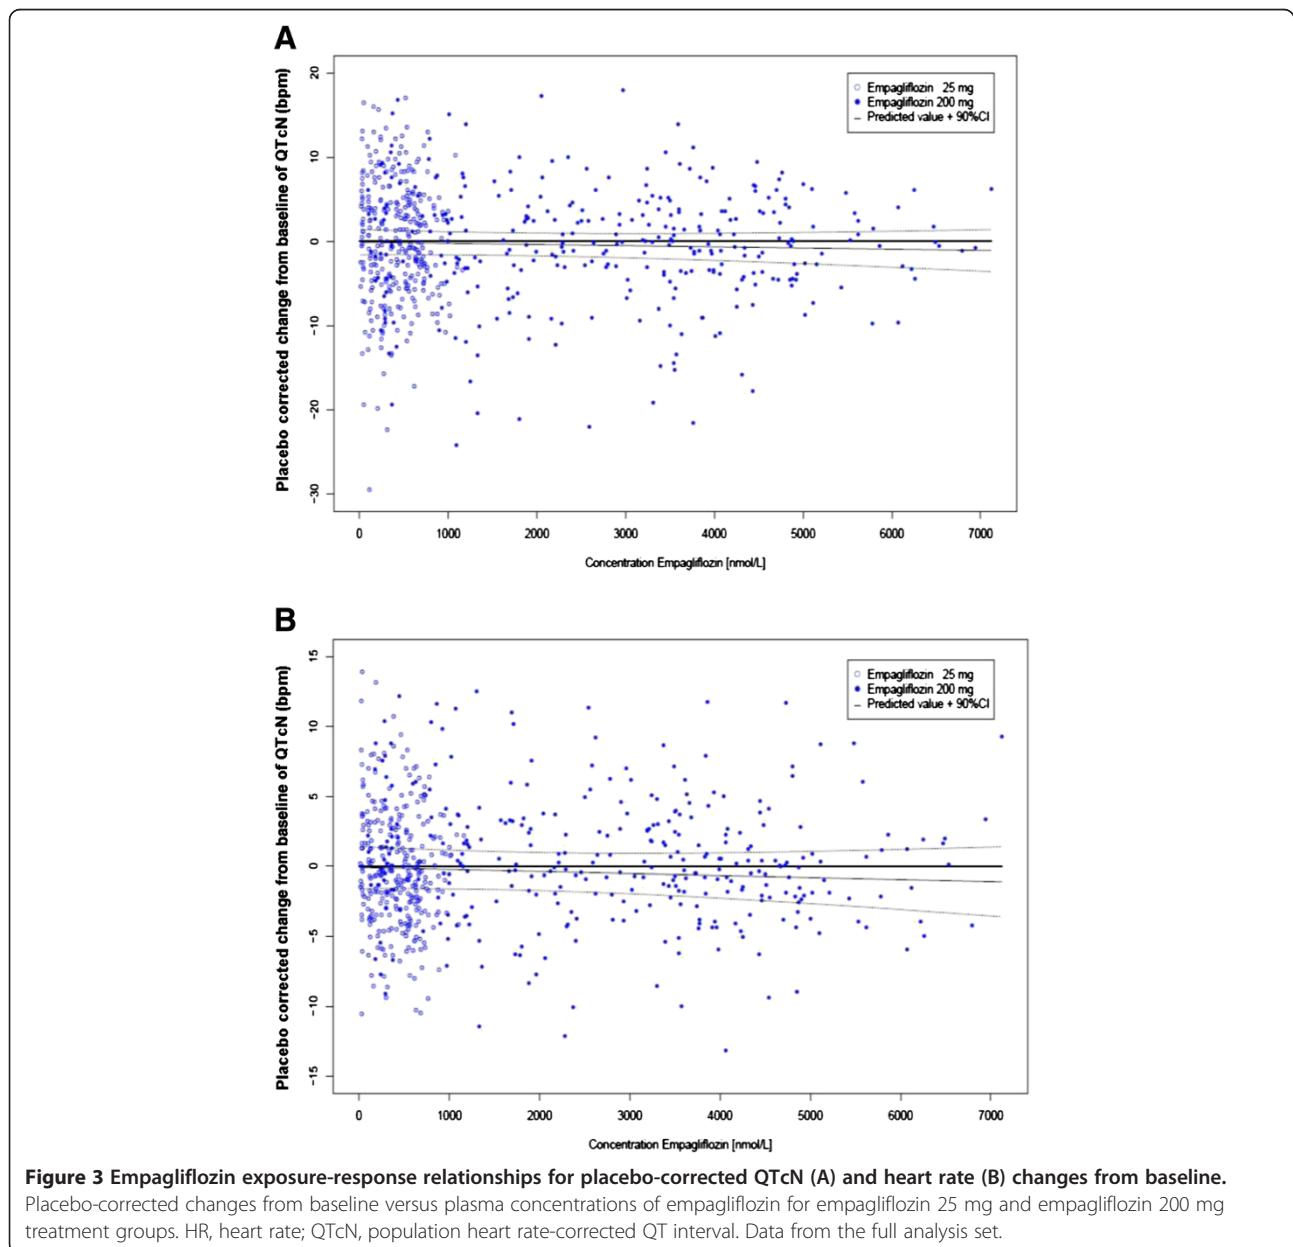 A
Placebo corrected change from baseline of QTcN (bpm)
20
10
0
-10
-20
-30
Empagliflozin 25 mg
Empagliflozin 200 mg
Predicted value + 90%CI
0 1000 2000 3000 4000 5000 6000 7000
Concentration Empagliflozin [nmol/L]
B
Placebo corrected change from baseline of QTcN (bpm)
15
10
5
0
-5
-10
-15
Empagliflozin 25 mg
Empagliflozin 200 mg
Predicted value + 90%CI
0 1000 2000 3000 4000 5000 6000 7000
Concentration Empagliflozin [nmol/L]
Figure 3 Empagliflozin exposure-response relationships for placebo-corrected QTcN (A) and heart rate (B) changes from baseline.
Placebo-corrected changes from baseline versus plasma concentrations of empagliflozin for empagliflozin 25 mg and empagliflozin 200 mg
treatment groups. HR, heart rate; QTcN, population heart rate-corrected QT interval. Data from the full analysis set.